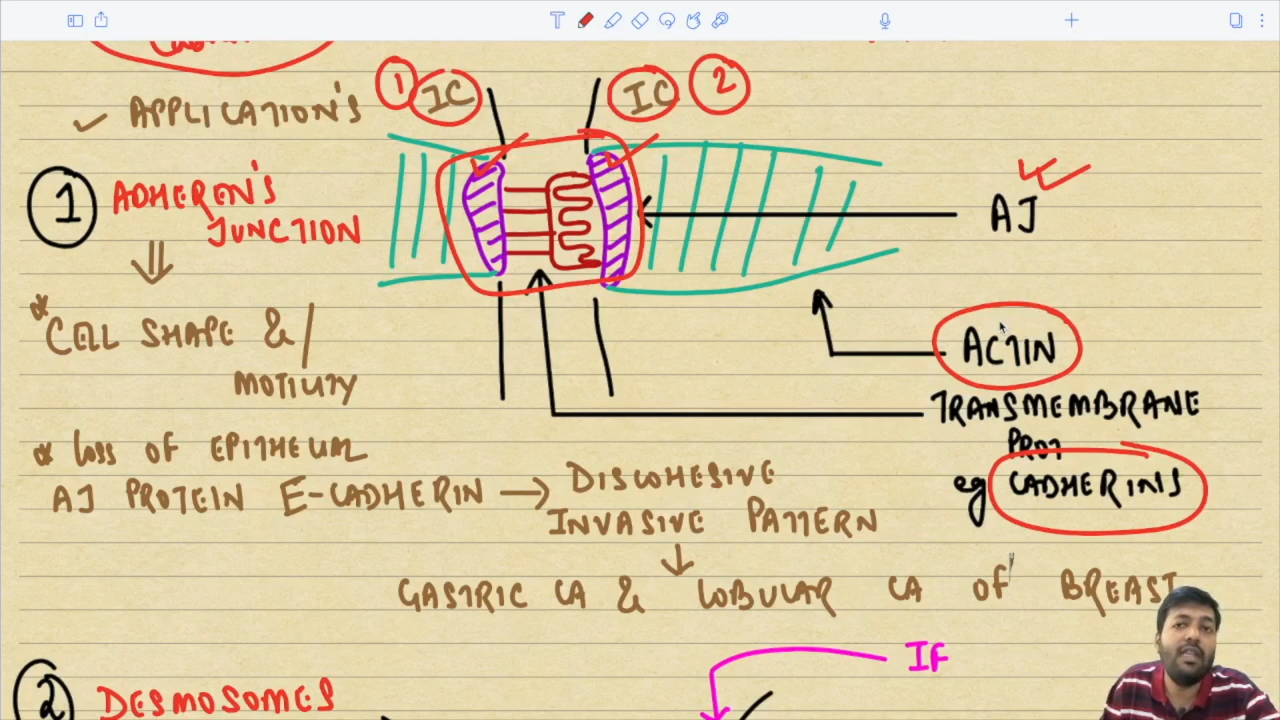 ✓ APPLICATION'S
① IC
IC ②
1 ADHEREN'S
JUNCTION
AJ
* CELL SHAPE & /
MOTILITY
ACTIN
TRANSMEMBRANE
PROT
eg CADHERINS
* Loss OF EPITHELIUM
AJ PROTEIN E-CADHERIN → DISCOHESIVE
INVASIVE PATTERN
GASTRIC CA & LOBULAR CA OF BREAST
IF
2 DESMOSOMES